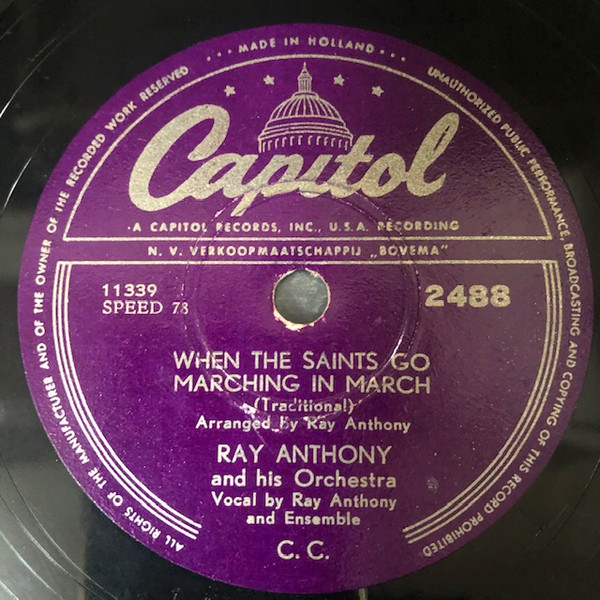 ALL RIGHTS OF THE MANUFACTURER AND OF THE OWNER OF THE RECORDED WORK RESERVED
... MADE IN HOLLAND ...
UNAUTHORIZED PUBLIC PERFORMANCE, BROADCASTING AND COPYING OF THIS RECORD PROHIBITED
Capitol
· A CAPITOL RECORDS, INC., U.S.A. RECORDING
N. V. VERKOOPMAATSCHAPPIJ „BOVEMA”
11339
SPEED 78
2488
WHEN THE SAINTS GO
MARCHING IN MARCH
(Traditional)
Arranged by Ray Anthony
RAY ANTHONY
and his Orchestra
Vocal by Ray Anthony
and Ensemble
C. C.